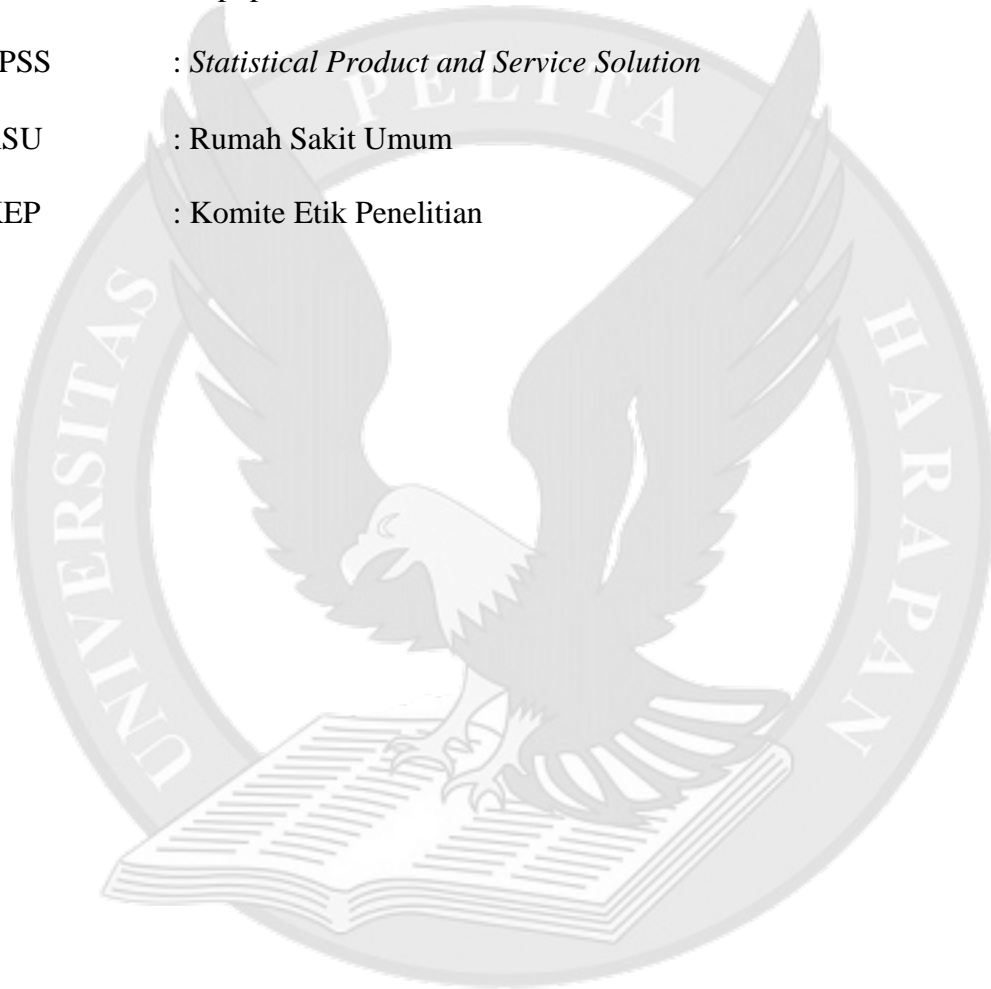 PSS : Statistical Product and Service Solution
SU : Rumah Sakit Umum
EP : Komite Etik Penelitian
UNIVERSITAS PELITA HARAPAN